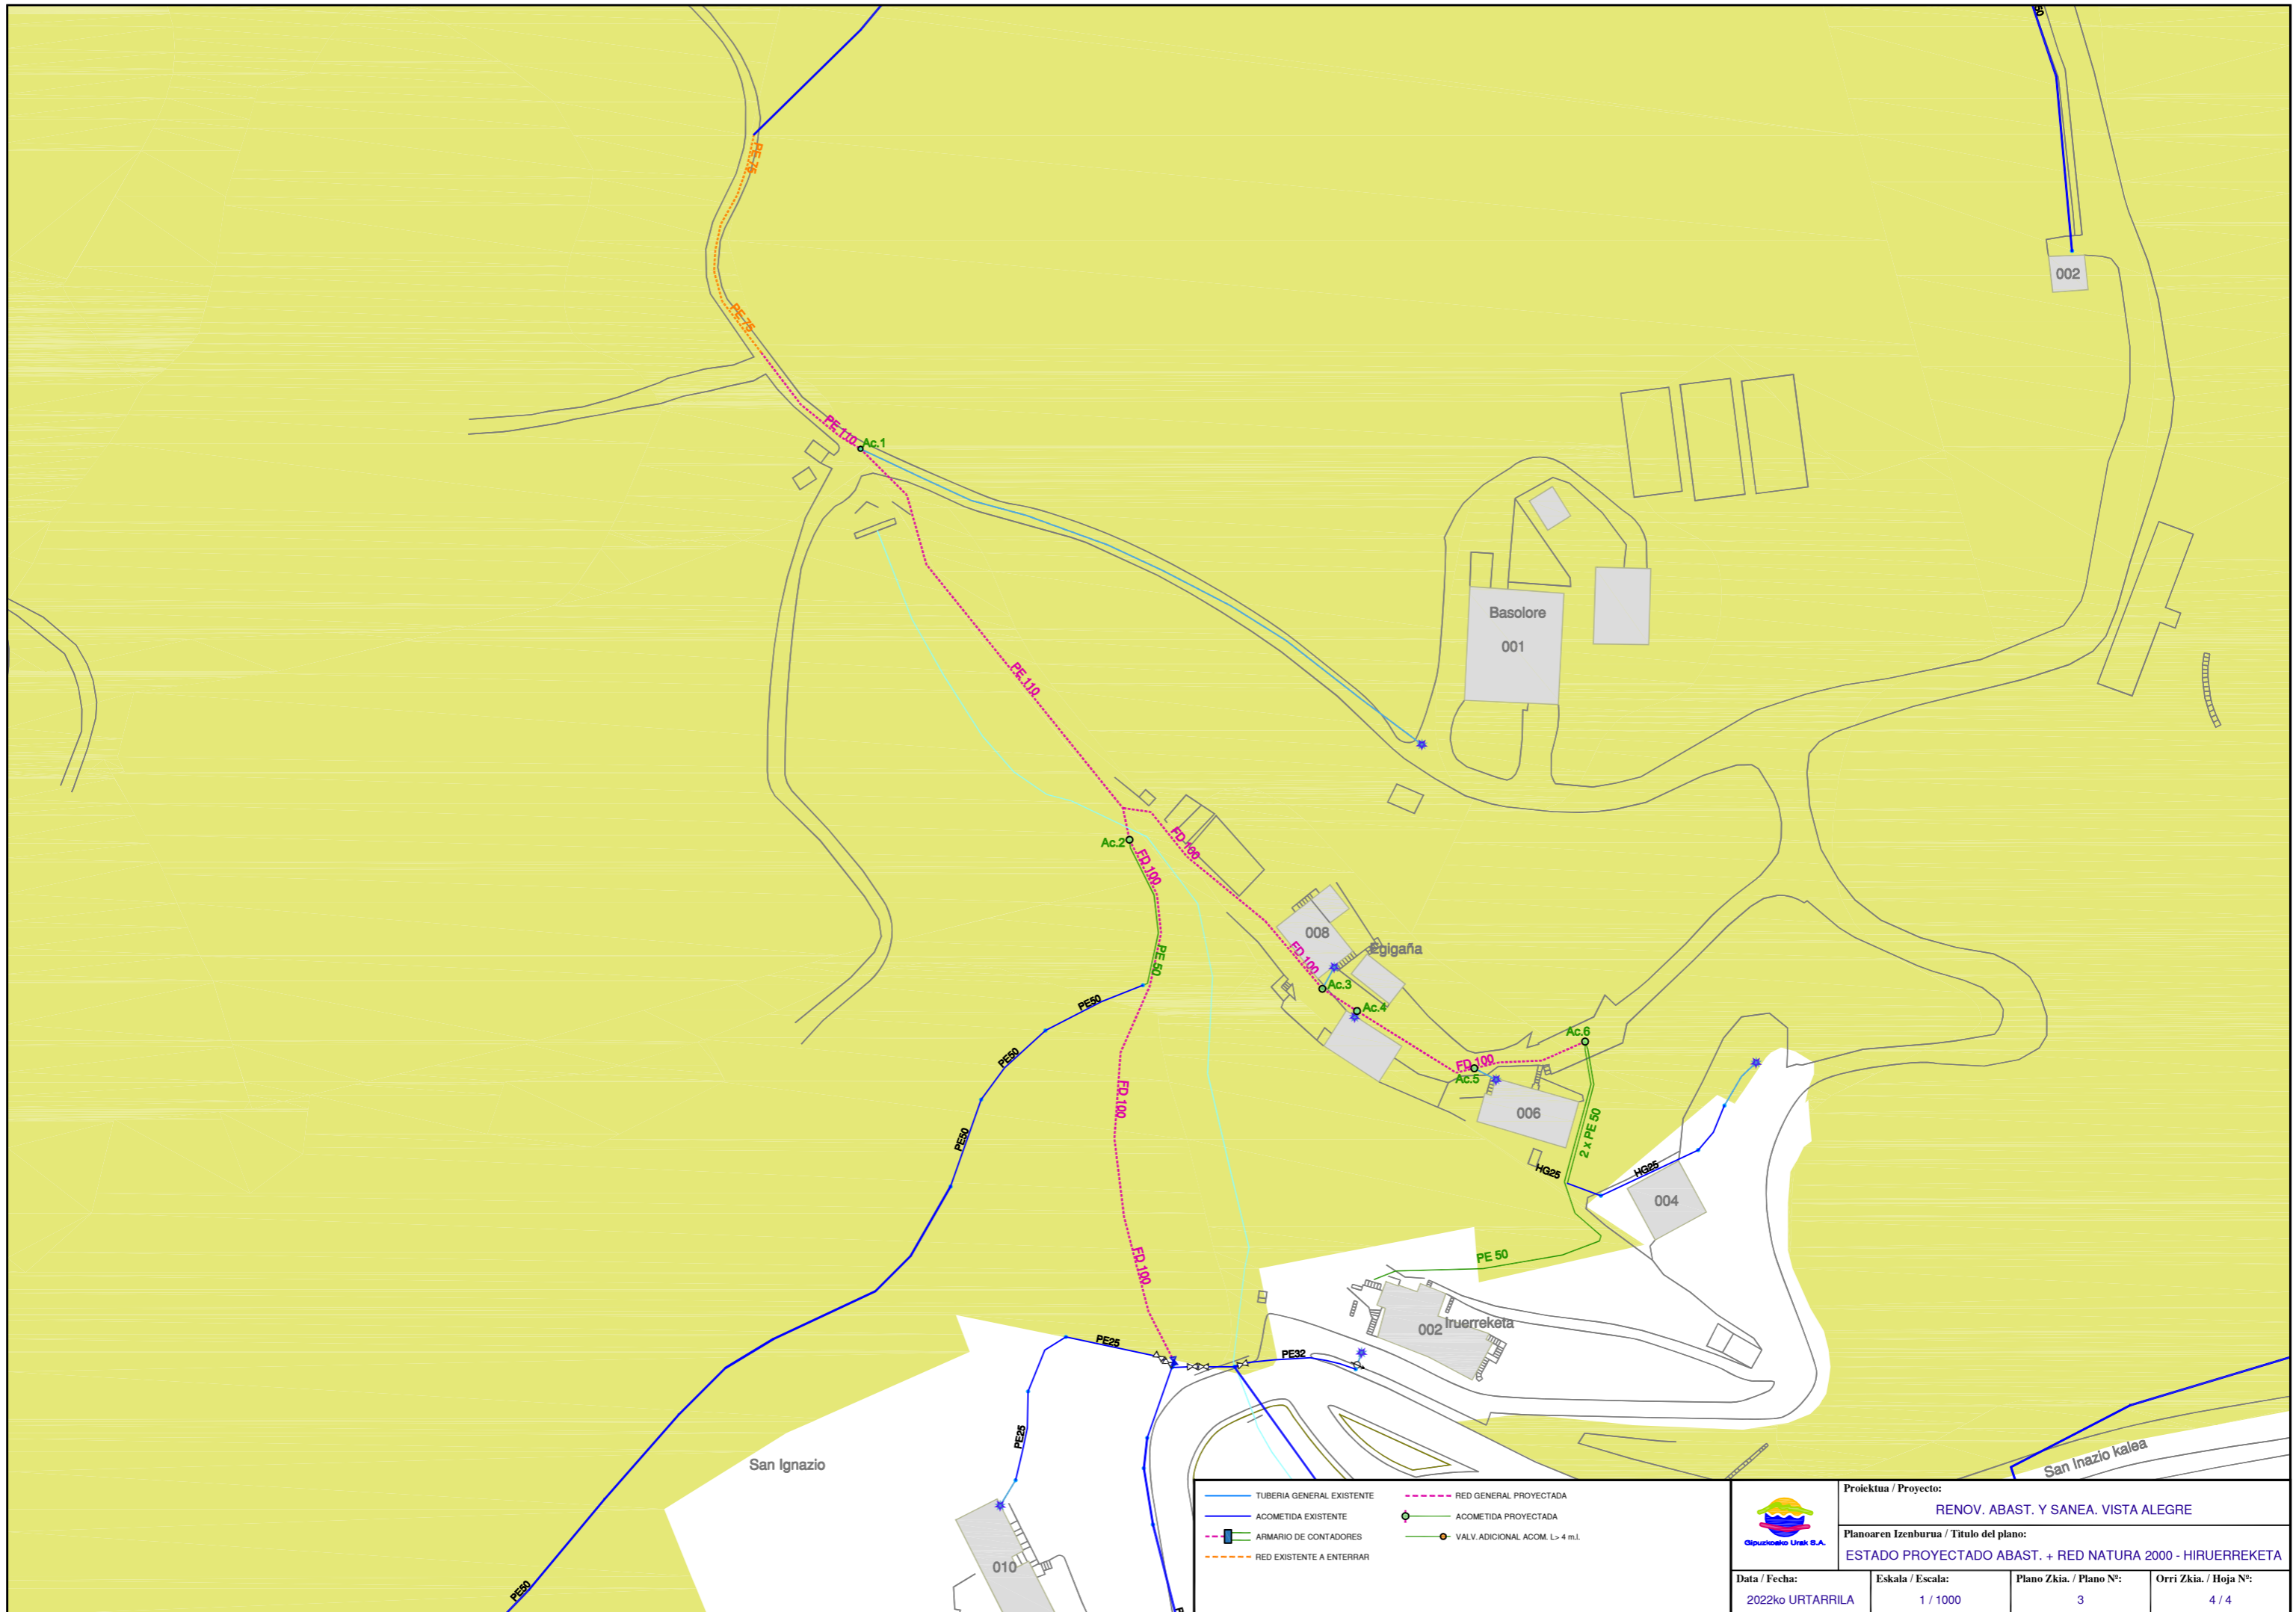 50
PE 75
002
PE 75
PE 110
Ac.1
Basolore
001
PE 110
Ac.2
FD 100
FD 100
008
Egigaña
FD 100
PE 50
PE50
Ac.3
Ac.4
Ac.6
PE50
FD 100
Ac.5
FD 100
006
2 x PE 50
PE50
HG25
HG25
004
PE 50
FD 100
002
Iruerreketa
PE25
PE32
PE25
San Ignazio
San Inazio kalea
010
PE50
TUBERIA GENERAL EXISTENTE
ACOMETIDA EXISTENTE
ARMARIO DE CONTADORES
RED EXISTENTE A ENTERRAR
RED GENERAL PROYECTADA
ACOMETIDA PROYECTADA
VALV. ADICIONAL ACOM. L> 4 m.l.
Gipuzkoako Urak S.A.
Proiektua / Proyecto:
RENOV. ABAST. Y SANEA. VISTA ALEGRE
Planoaren Izenburua / Titulo del plano:
ESTADO PROYECTADO ABAST. + RED NATURA 2000 - HIRUERREKETA
Data / Fecha:
2022ko URTARRILA
Eskala / Escala:
1 / 1000
Plano Zkia. / Plano Nº:
3
Orri Zkia. / Hoja Nº:
4 / 4